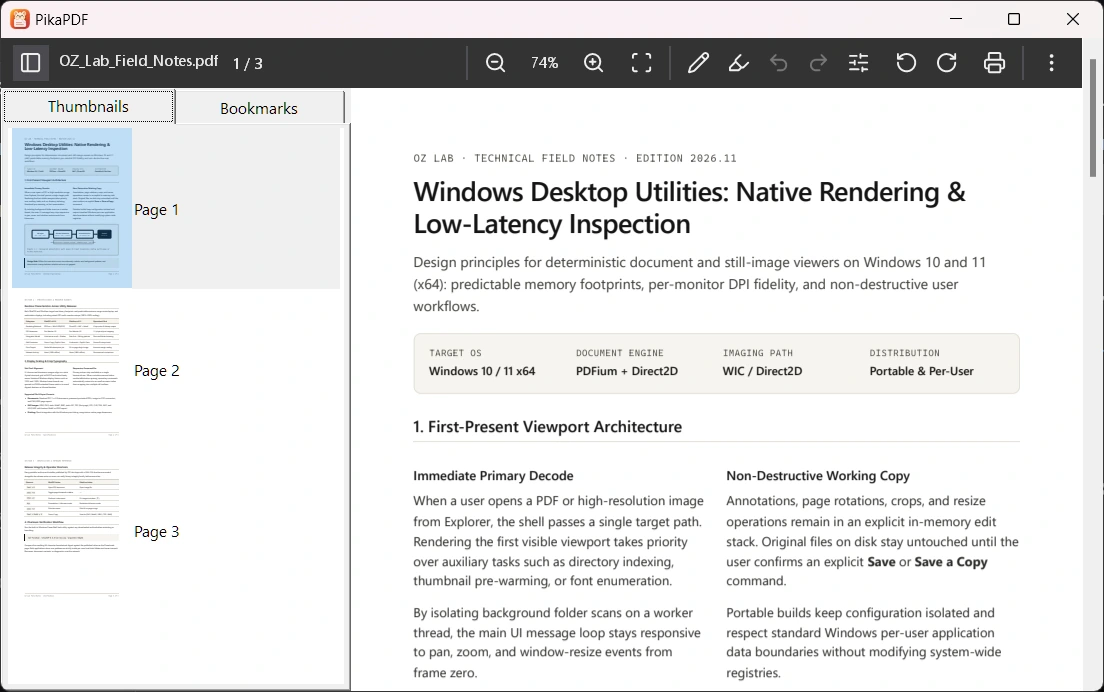 PikaPDF
OZ_Lab_Field_Notes.pdf 1 / 3 74%
Thumbnails Bookmarks
Page 1
Page 2
Page 3
OZ LAB · TECHNICAL FIELD NOTES · EDITION 2026.11
Windows Desktop Utilities: Native Rendering &
Low-Latency Inspection
Design principles for deterministic document and still-image viewers on Windows 10 and 11
(x64): predictable memory footprints, per-monitor DPI fidelity, and non-destructive user
workflows.
TARGET OS DOCUMENT ENGINE IMAGING PATH DISTRIBUTION
Windows 10 / 11 x64 PDFium + Direct2D WIC / Direct2D Portable & Per-User
1. First-Present Viewport Architecture
Immediate Primary Decode
When a user opens a PDF or high-resolution image
from Explorer, the shell passes a single target path.
Rendering the first visible viewport takes priority
over auxiliary tasks such as directory indexing,
thumbnail pre-warming, or font enumeration.
By isolating background folder scans on a worker
thread, the main UI message loop stays responsive
to pan, zoom, and window-resize events from
frame zero.
Non-Destructive Working Copy
Annotations, page rotations, crops, and resize
operations remain in an explicit in-memory edit
stack. Original files on disk stay untouched until the
user confirms an explicit Save or Save a Copy
command.
Portable builds keep configuration isolated and
respect standard Windows per-user application
data boundaries without modifying system-wide
registries.